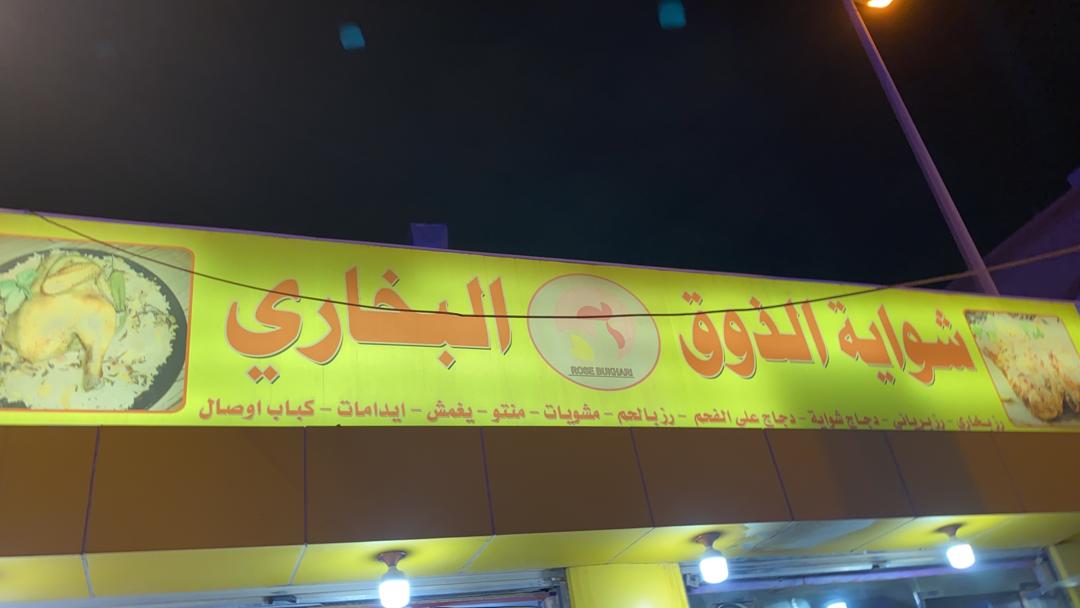 شواية الذوق البخاري
ROSE BUKHARI
رز بخاري - رز برياني - دجاج شواية - دجاج على الفحم - رز بالحم - مشويات - منتو - يغمش - ايدامات - كباب اوصال